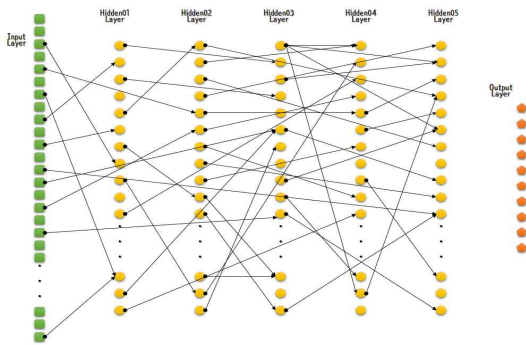 Hidden01
Layer
Hidden02
Layer
Hidden03
Layer
Hidden04
Layer
Hidden05
Layer
Input
Layer
Output
Layer